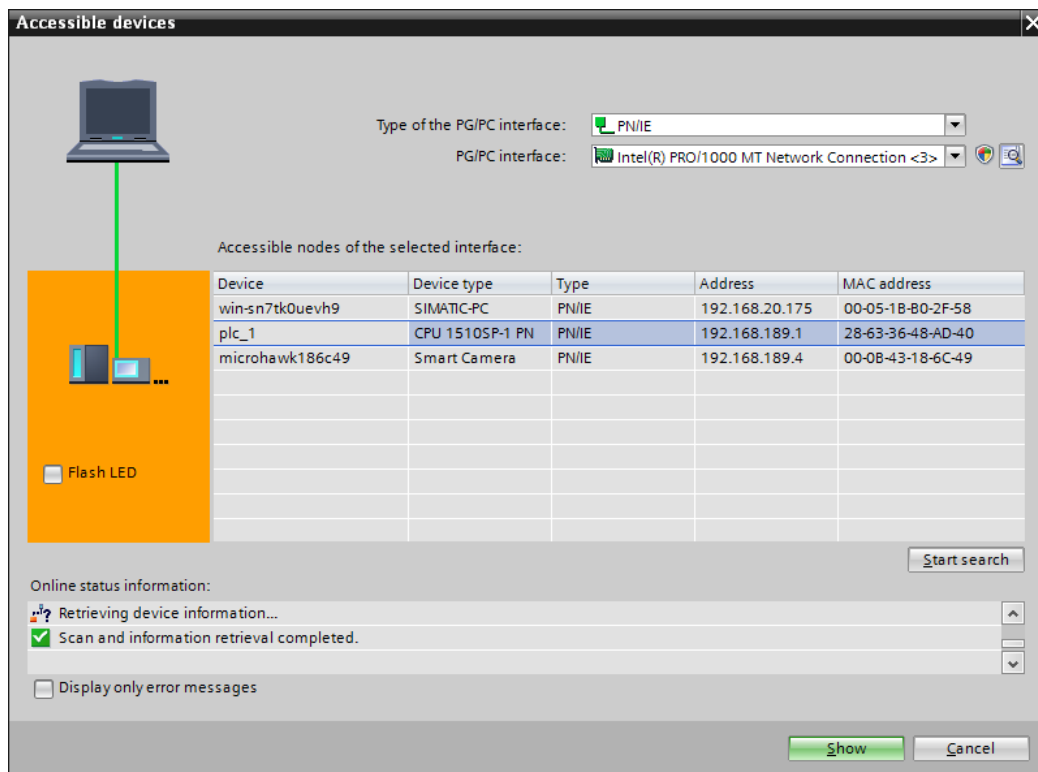 Accessible devices
Type of the PG/PC interface: PN/IE
PG/PC interface: Intel(R) PRO/1000 MT Network Connection <3>
Accessible nodes of the selected interface:
Device Device type Type Address MAC address
win-sn7tk0uevh9 SIMATIC-PC PN/IE 192.168.20.175 00-05-1B-B0-2F-58
plc_1 CPU 1510SP-1 PN PN/IE 192.168.189.1 28-63-36-48-AD-40
microhawk186c49 Smart Camera PN/IE 192.168.189.4 00-0B-43-18-6C-49
Flash LED
Start search
Online status information:
Retrieving device information...
Scan and information retrieval completed.
Display only error messages
Show Cancel